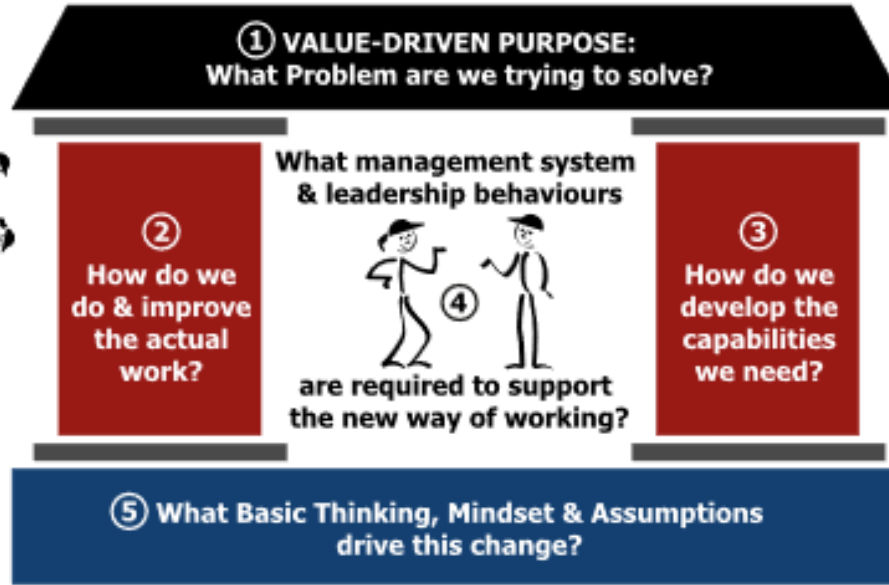 ① VALUE-DRIVEN PURPOSE:
What Problem are we trying to solve?
What management system
& leadership behaviours
②
How do we
do & improve
the actual
work?
④
are required to support
the new way of working?
③
How do we
develop the
capabilities
we need?
⑤ What Basic Thinking, Mindset & Assumptions
drive this change?